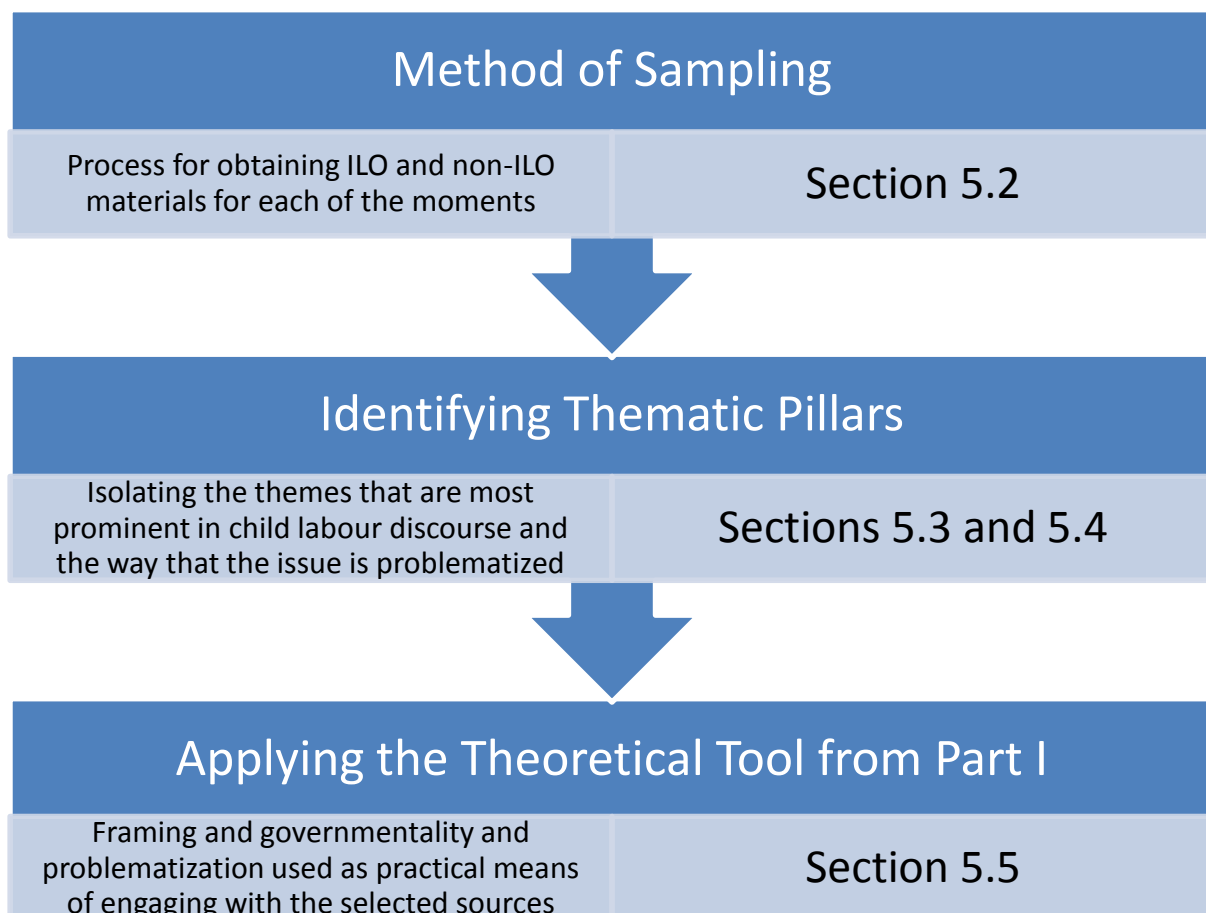 Method of Sampling
Process for obtaining ILO and non-ILO
materials for each of the moments
Section 5.2
Identifying Thematic Pillars
Isolating the themes that are most
prominent in child labour discourse and
the way that the issue is problematized
Sections 5.3 and 5.4
Applying the Theoretical Tool from Part I
Framing and governmentality and
problematization used as practical means
of engaging with the selected sources
Section 5.5